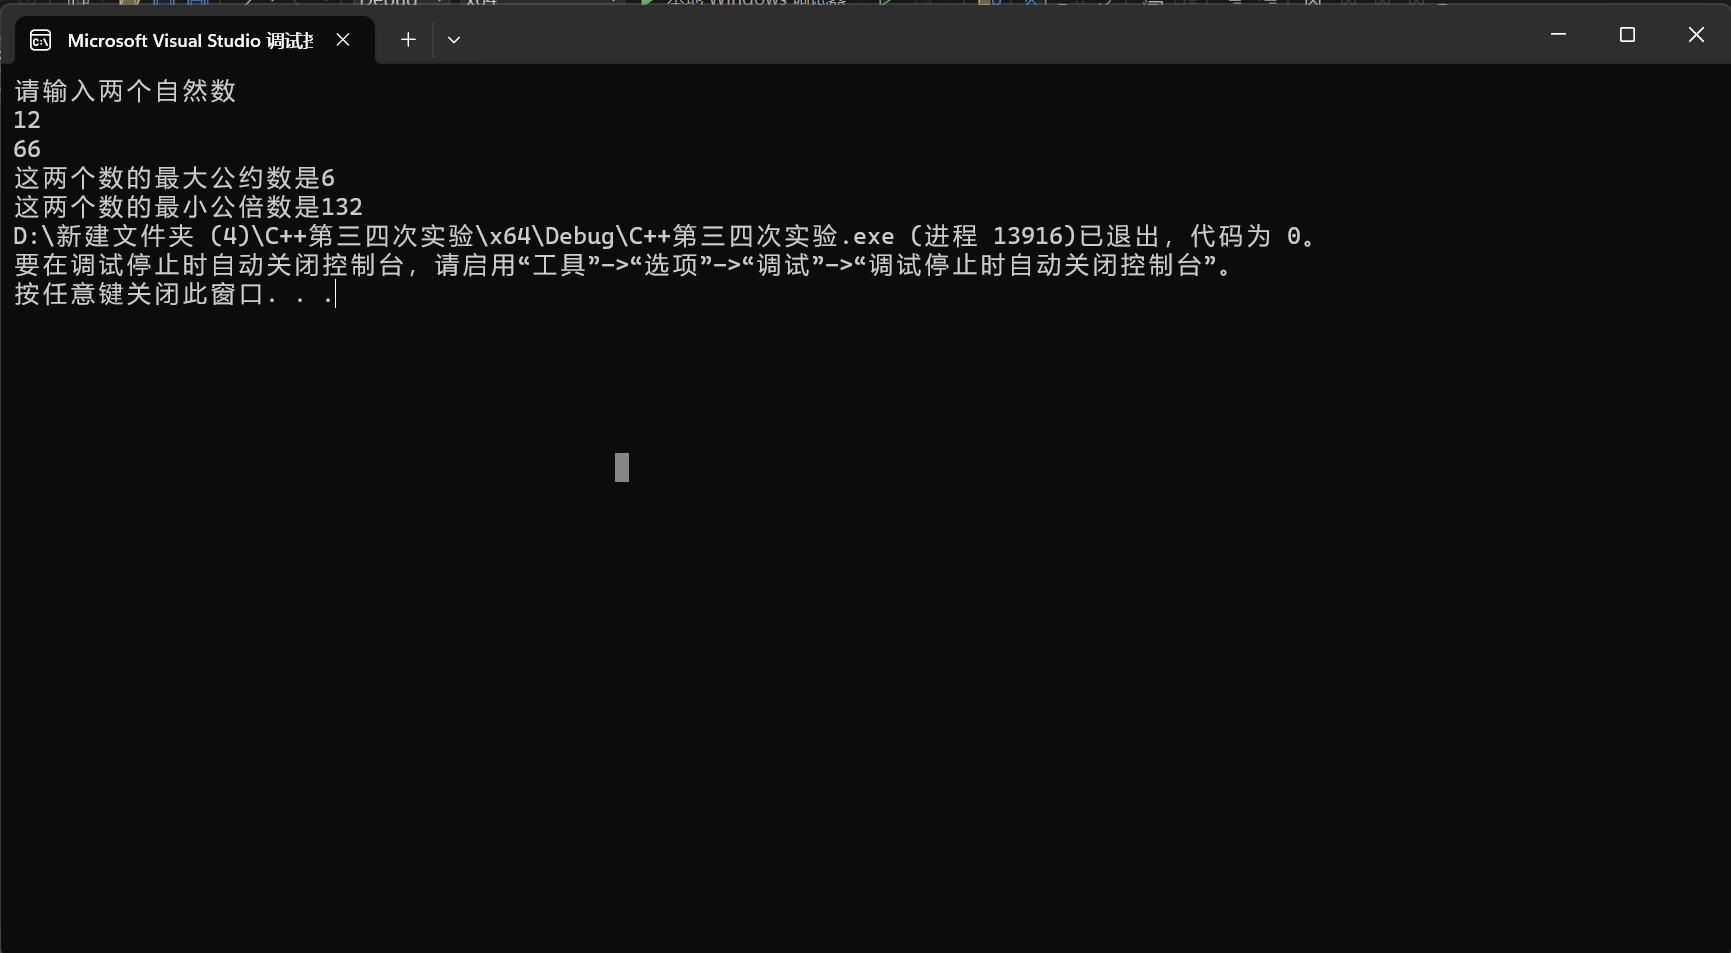 Microsoft Visual Studio 调试
请输入两个自然数
12
66
这两个数的最大公约数是6
这两个数的最小公倍数是132
D:\新建文件夹 (4)\C++第三四次实验\x64\Debug\C++第三四次实验.exe (进程 13916)已退出，代码为 0。
要在调试停止时自动关闭控制台，请启用“工具”->“选项”->“调试”->“调试停止时自动关闭控制台”。
按任意键关闭此窗口. . .